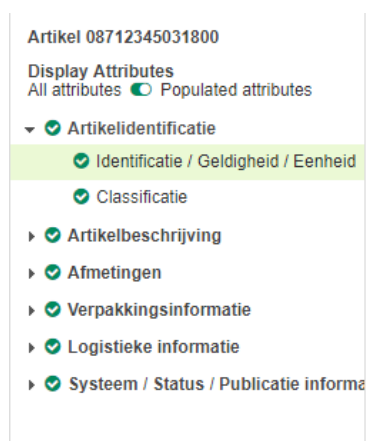 Artikel 08712345031800
Display Attributes
All attributes Populated attributes
Artikelidentificatie
Identificatie / Geldigheid / Eenheid
Classificatie
Artikelbeschrijving
Afmetingen
Verpakkingsinformatie
Logistieke informatie
Systeem / Status / Publicatie informa